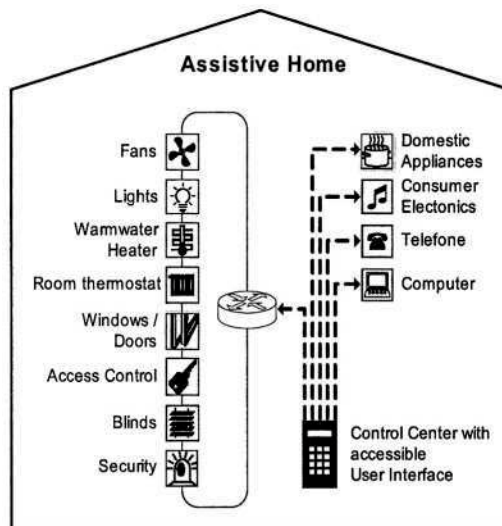 Assistive Home
Fans
Lights
Warmwater
Heater
Room thermostat
Windows /
Doors
Access Control
Blinds
Security
Domestic
Appliances
Consumer
Electonics
Telefone
Computer
Control Center with
accessible
User Interface